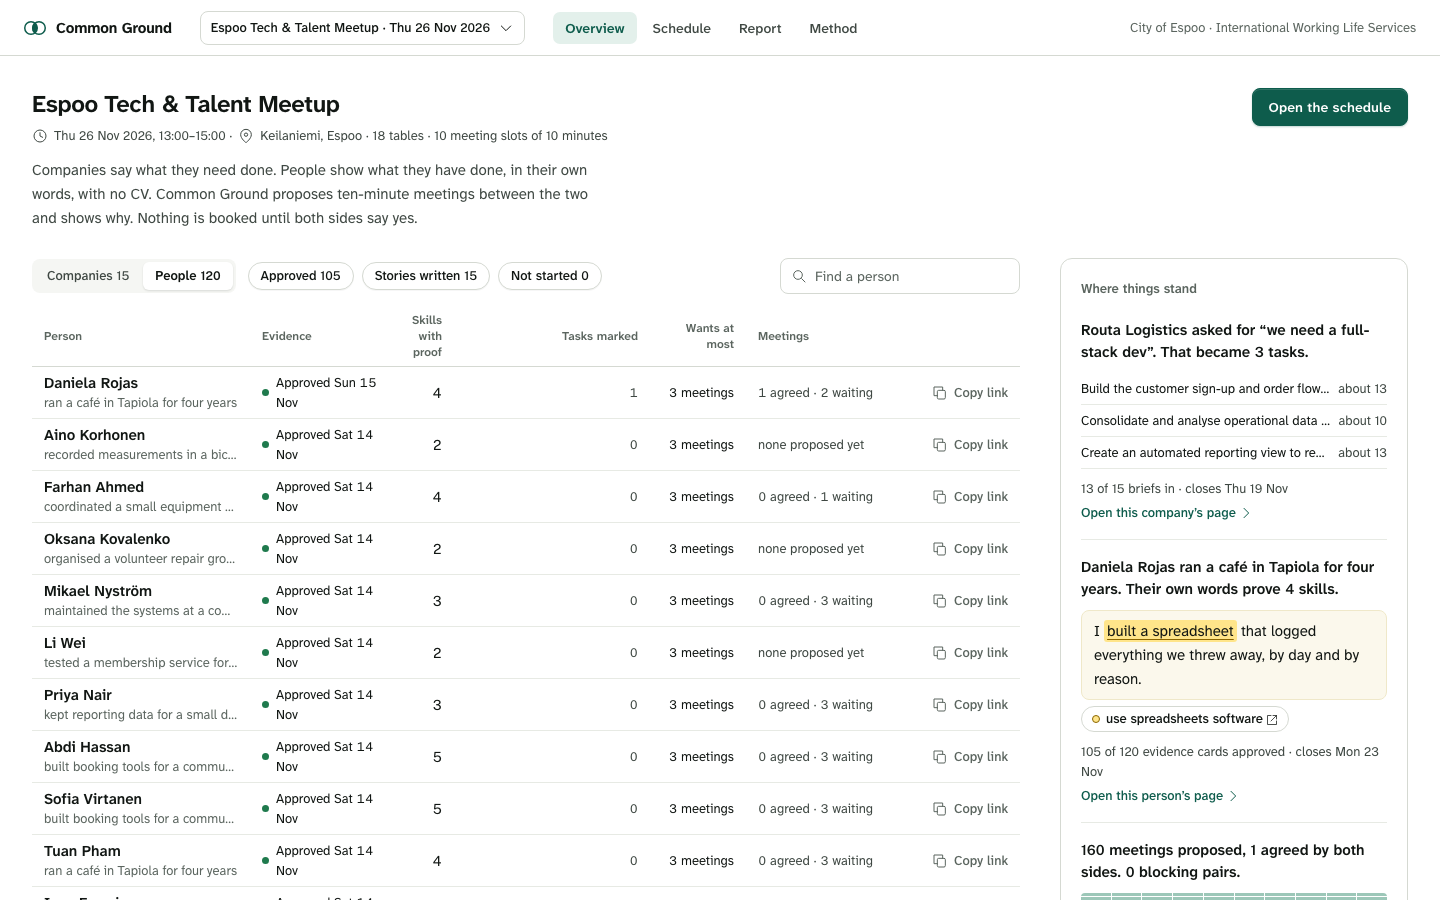 Common Ground
Espoo Tech & Talent Meetup · Thu 26 Nov 2026
Overview
Schedule
Report
Method
City of Espoo · International Working Life Services
Espoo Tech & Talent Meetup
Open the schedule
Thu 26 Nov 2026, 13:00–15:00 · Keilaniemi, Espoo · 18 tables · 10 meeting slots of 10 minutes
Companies say what they need done. People show what they have done, in their own
words, with no CV. Common Ground proposes ten-minute meetings between the two
and shows why. Nothing is booked until both sides say yes.
Companies 15
People 120
Approved 105
Stories written 15
Not started 0
Find a person
Person
Evidence
Skills
with
proof
Tasks marked
Wants at
most
Meetings
Daniela Rojas
ran a café in Tapiola for four years
Approved Sun 15
Nov
4
1
3 meetings
1 agreed · 2 waiting
Copy link
Aino Korhonen
recorded measurements in a bic...
Approved Sat 14
Nov
2
0
3 meetings
none proposed yet
Copy link
Farhan Ahmed
coordinated a small equipment ...
Approved Sat 14
Nov
4
0
3 meetings
0 agreed · 1 waiting
Copy link
Oksana Kovalenko
organised a volunteer repair gro...
Approved Sat 14
Nov
2
0
3 meetings
none proposed yet
Copy link
Mikael Nyström
maintained the systems at a co...
Approved Sat 14
Nov
3
0
3 meetings
0 agreed · 3 waiting
Copy link
Li Wei
tested a membership service for...
Approved Sat 14
Nov
2
0
3 meetings
none proposed yet
Copy link
Priya Nair
kept reporting data for a small d...
Approved Sat 14
Nov
3
0
3 meetings
0 agreed · 3 waiting
Copy link
Abdi Hassan
built booking tools for a commu...
Approved Sat 14
Nov
5
0
3 meetings
0 agreed · 3 waiting
Copy link
Sofia Virtanen
built booking tools for a commu...
Approved Sat 14
Nov
5
0
3 meetings
0 agreed · 3 waiting
Copy link
Tuan Pham
ran a café in Tapiola for four years
Approved Sat 14
Nov
4
0
3 meetings
0 agreed · 3 waiting
Copy link
Where things stand
Routa Logistics asked for “we need a full-
stack dev”. That became 3 tasks.
Build the customer sign-up and order flow... about 13
Consolidate and analyse operational data ... about 10
Create an automated reporting view to re... about 13
13 of 15 briefs in · closes Thu 19 Nov
Open this company’s page
Daniela Rojas ran a café in Tapiola for four
years. Their own words prove 4 skills.
I built a spreadsheet that logged
everything we threw away, by day and by
reason.
use spreadsheets software
105 of 120 evidence cards approved · closes Mon 23
Nov
Open this person’s page
160 meetings proposed, 1 agreed by both
sides. 0 blocking pairs.